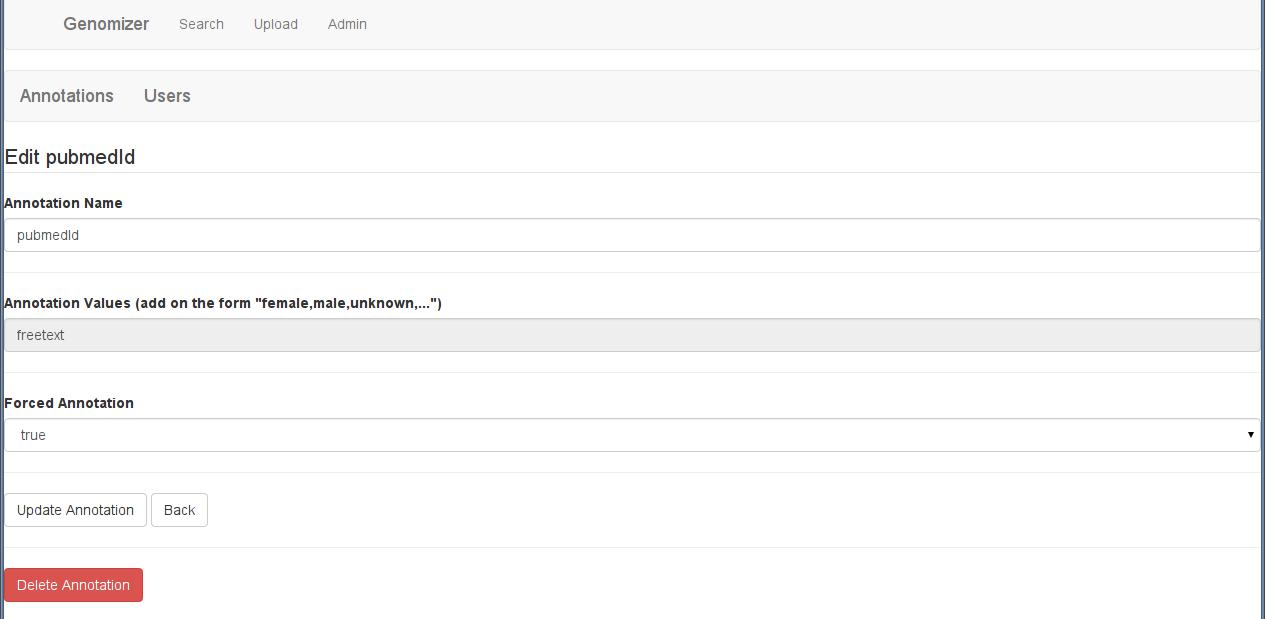 Genomizer Search Upload Admin
Annotations Users
Edit pubmedId
Annotation Name
pubmedId
Annotation Values (add on the form "female,male,unknown,...")
freetext
Forced Annotation
true
Update Annotation Back
Delete Annotation